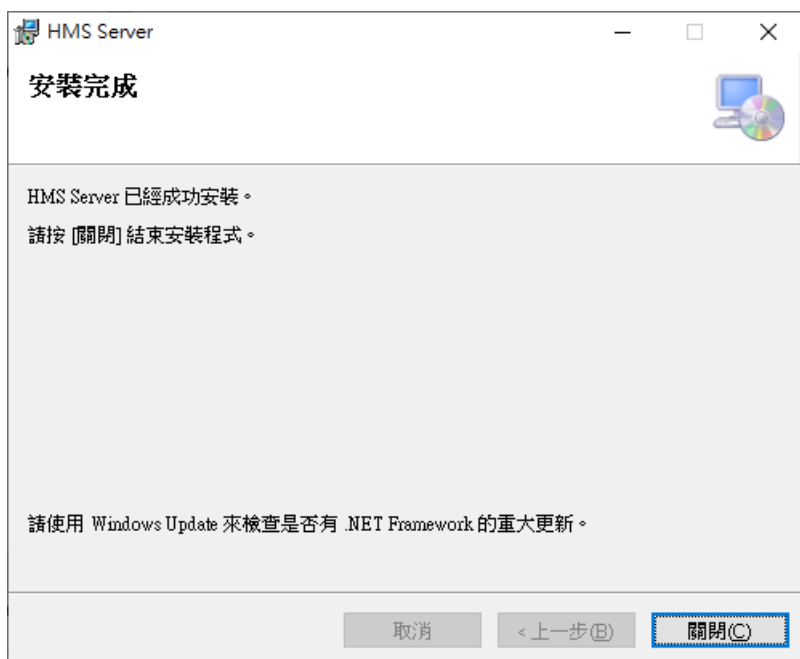 HMS Server
安裝完成
HMS Server 已經成功安裝。
請按 [關閉] 結束安裝程式。
請使用 Windows Update 來檢查是否有 .NET Framework 的重大更新。
取消
< 上一步(B)
關閉(C)